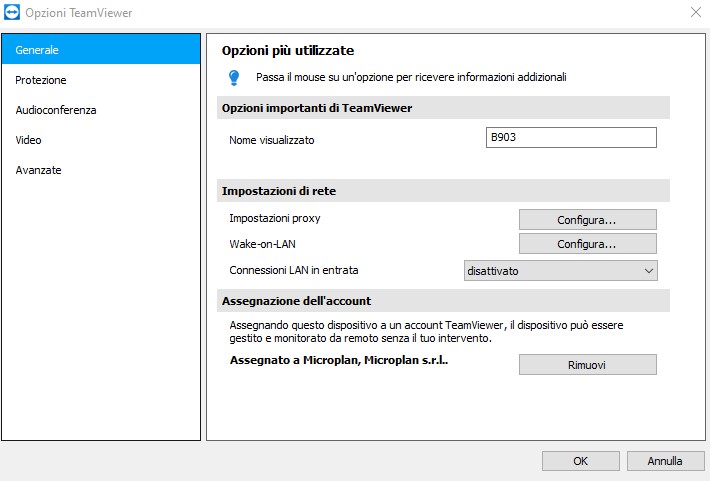 Opzioni TeamViewer
Generale
Protezione
Audioconferenza
Video
Avanzate
Opzioni più utilizzate
Passa il mouse su un'opzione per ricevere informazioni addizionali
Opzioni importanti di TeamViewer
Nome visualizzato
B903
Impostazioni di rete
Impostazioni proxy
Configura...
Wake-on-LAN
Configura...
Connessioni LAN in entrata
disattivato
Assegnazione dell'account
Assegnando questo dispositivo a un account TeamViewer, il dispositivo può essere
gestito e monitorato da remoto senza il tuo intervento.
Assegnato a Microplan, Microplan s.r.l..
Rimuovi
OK
Annulla